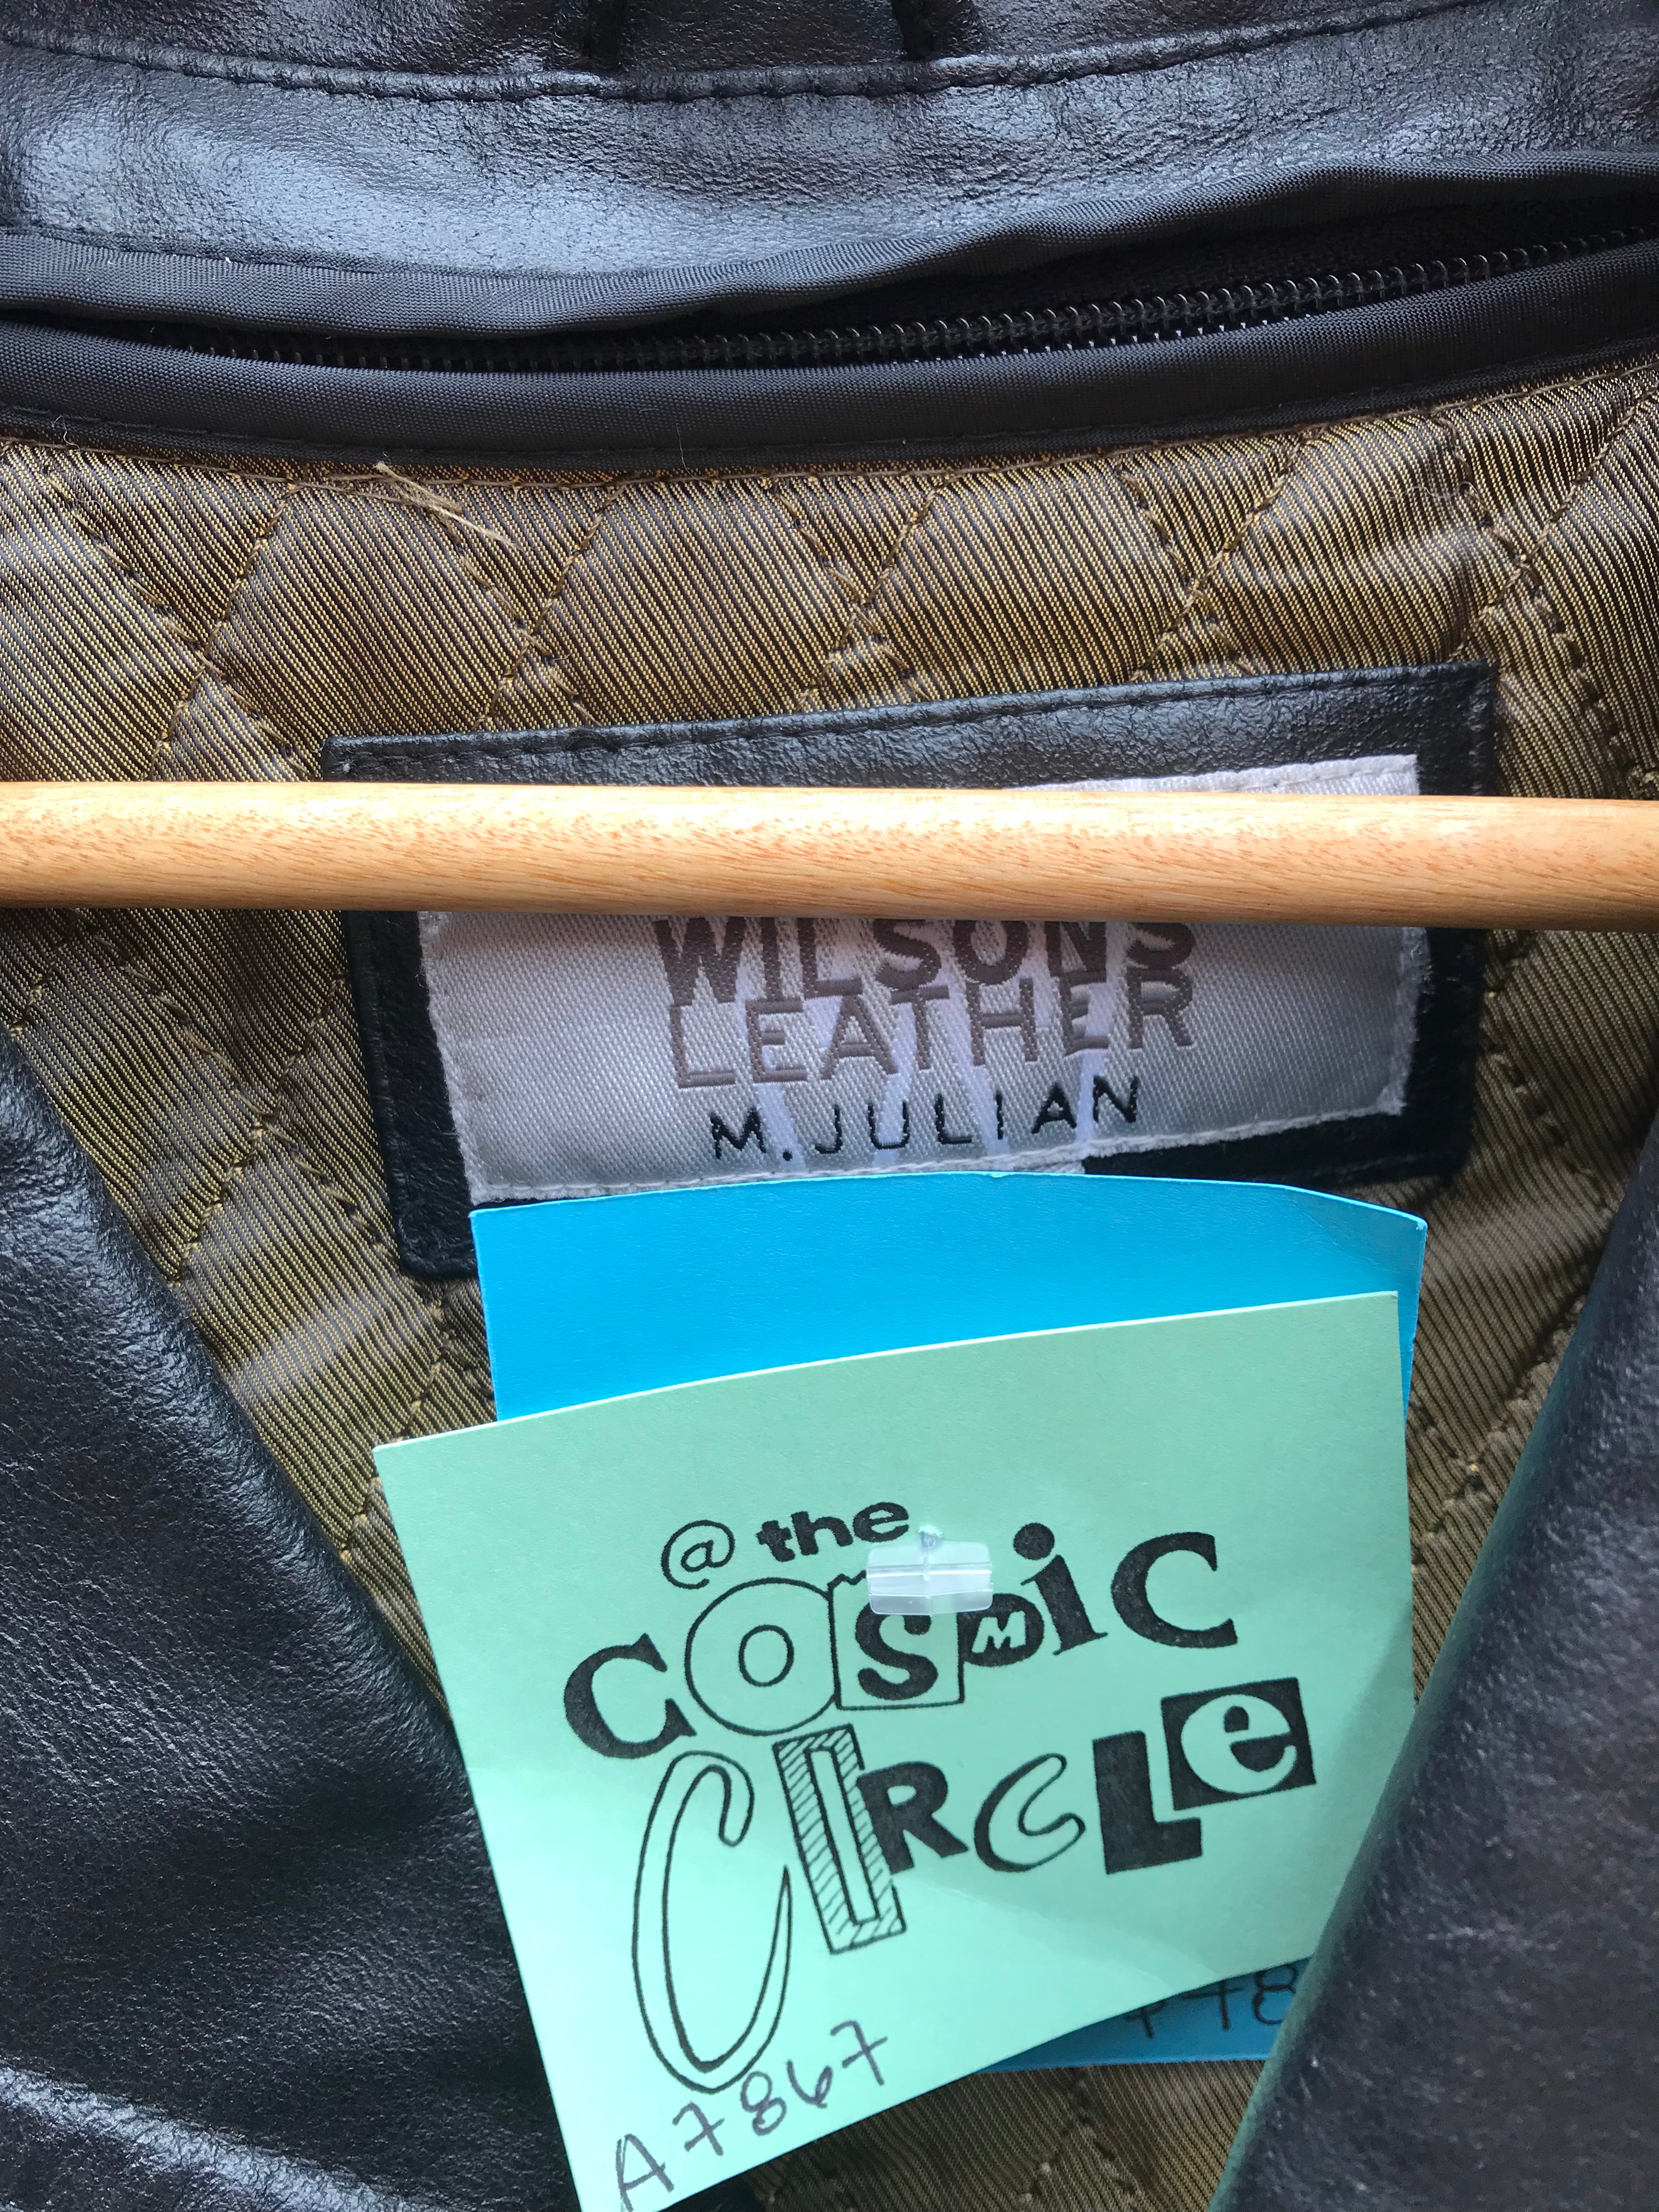 WILSONS
LEATHER
M. JULIAN
@ the
COSMIC
CIRCLe
A7867